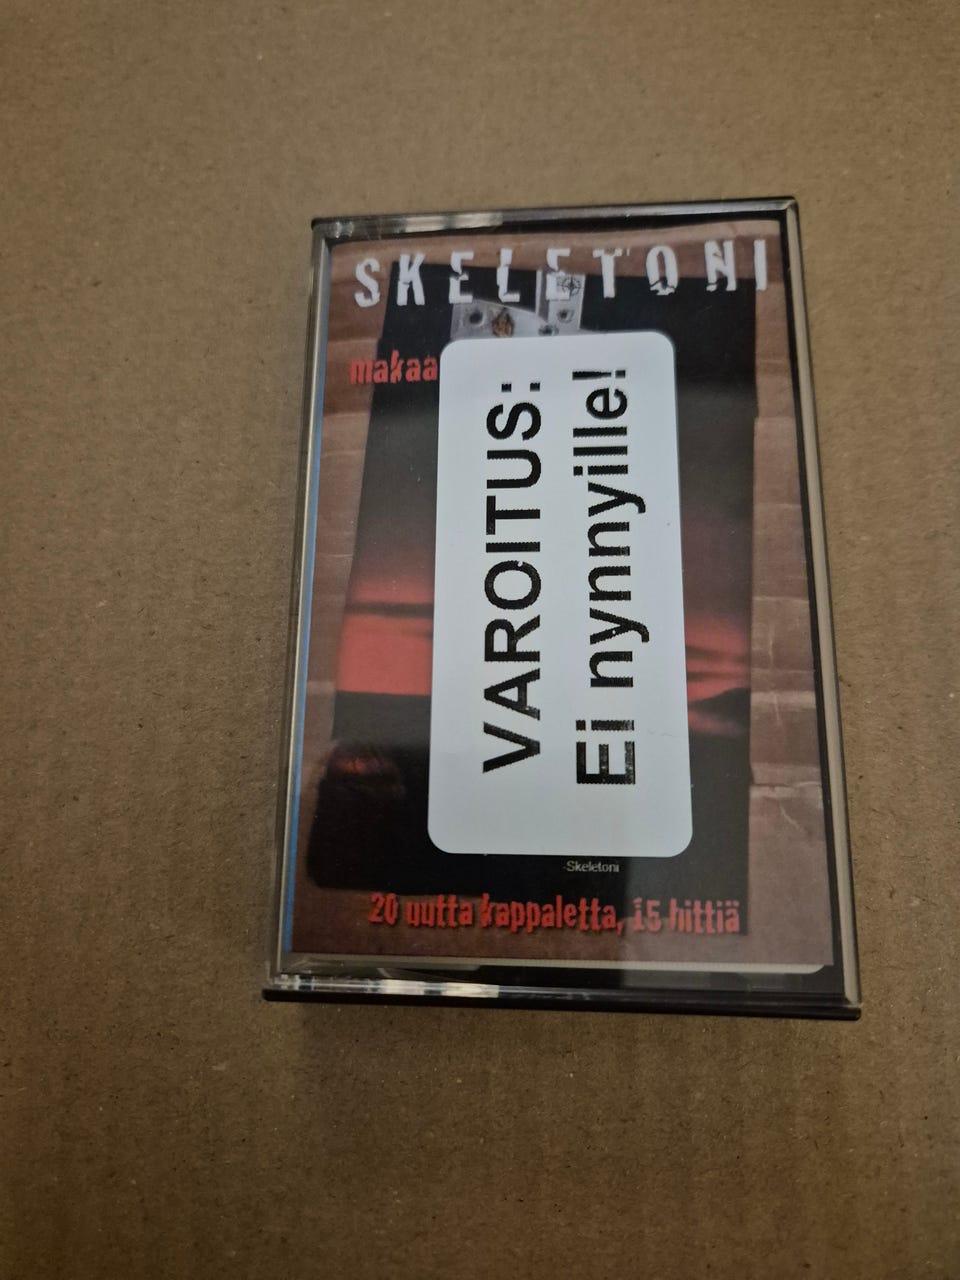 SKELETONI
makaa
VAROITUS:
Ei nynnyille!
-Skeletoni
20 uutta kappaletta, 15 hittiä